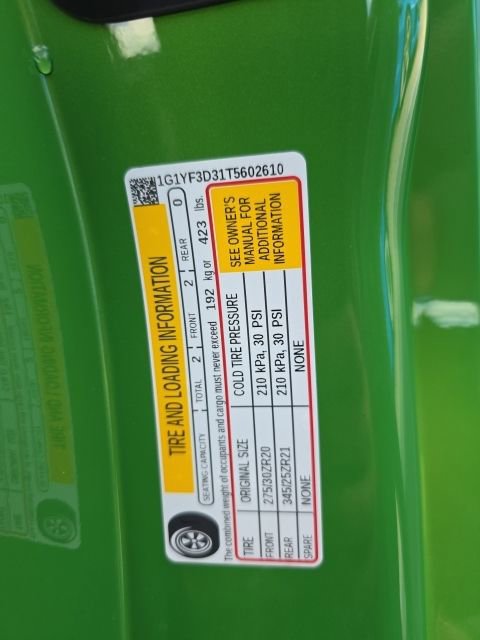 1G1YF3D31T5602610
TIRE AND LOADING INFORMATION
SEATING CAPACITY TOTAL 2 FRONT 2 REAR 0
The combined weight of occupants and cargo must never exceed 192 kg or 423 lbs.
TIRE ORIGINAL SIZE COLD TIRE PRESSURE
FRONT 275/30ZR20 210 kPa, 30 PSI
REAR 345/25ZR21 210 kPa, 30 PSI
SPARE NONE NONE
SEE OWNER'S
MANUAL FOR
ADDITIONAL
INFORMATION